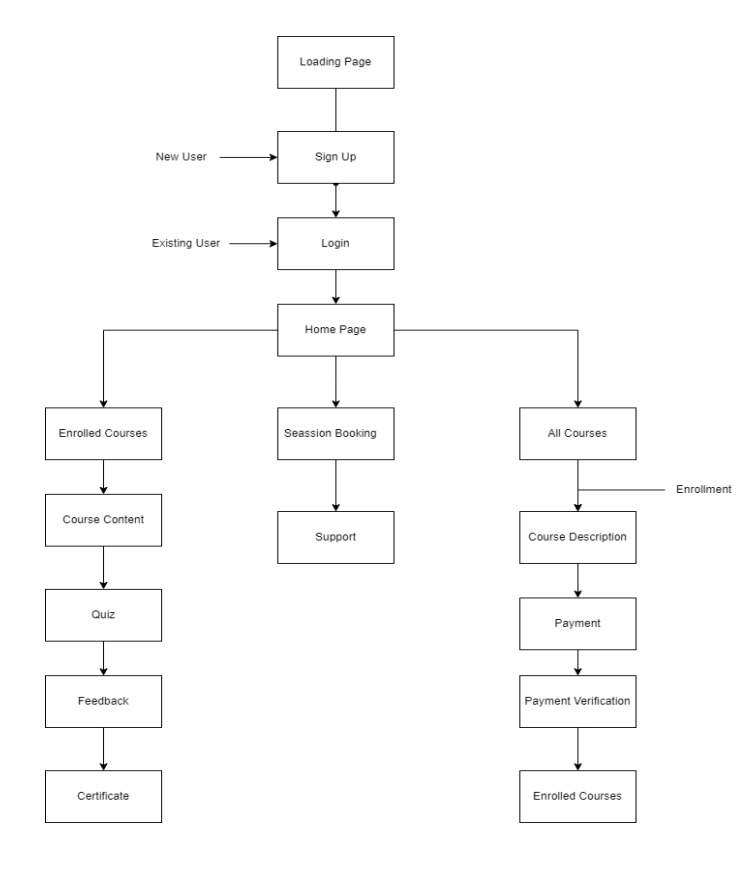 Loading Page
New User
Sign Up
Existing User
Login
Home Page
Enrolled Courses
Seassion Booking
All Courses
Enrollment
Course Content
Support
Course Description
Quiz
Payment
Feedback
Payment Verification
Certificate
Enrolled Courses